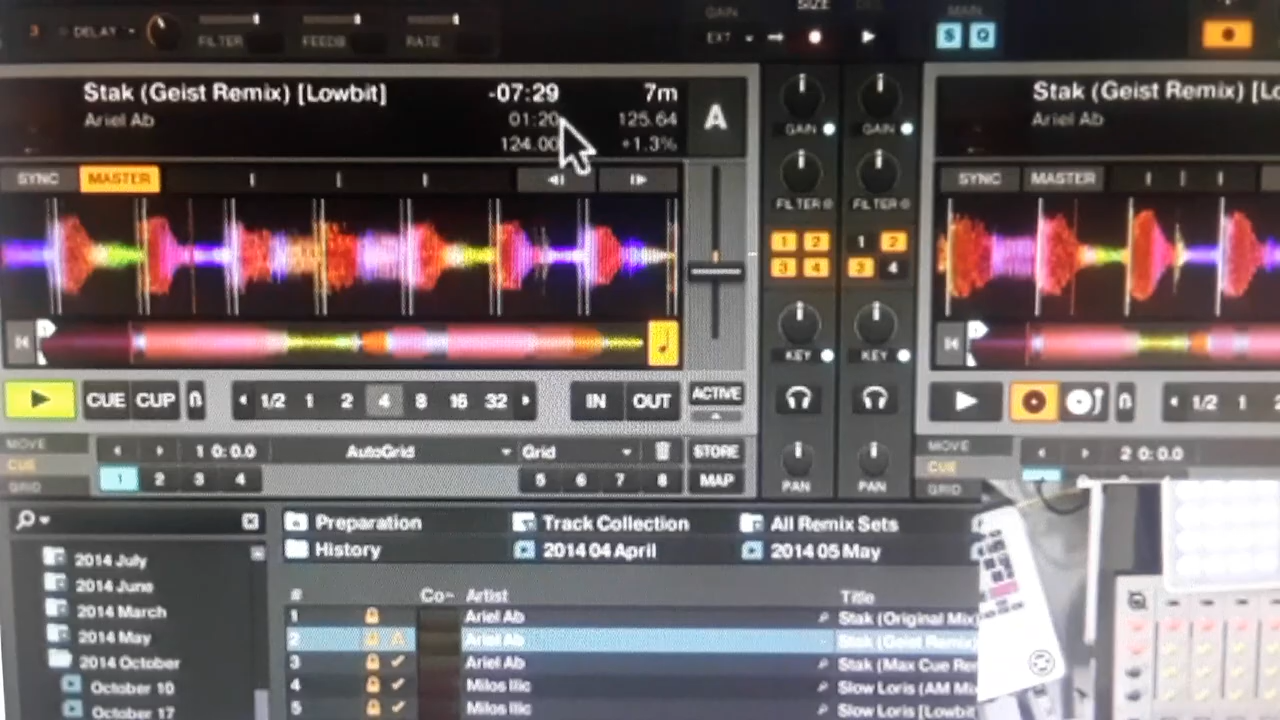 3 DELAY FILTER FEEDB RATE
GAIN SIZE MAIN
EXT S Q
Stak (Geist Remix) [Lowbit] -07:29 7m
Ariel Ab 01:20 125.64
124.00 +1.3%
A
GAIN GAIN
Stak (Geist Remix) [Lo
Ariel Ab
SYNC MASTER
FILTER FILTER
SYNC MASTER
1 2 1 2
3 4 3 4
KEY KEY
CUE CUP 1/2 1 2 4 8 16 32 IN OUT ACTIVE
1/2 1 2
MOVE 1 0:0.0 AutoGrid Grid STORE
CUE
GRID 1 2 3 4 5 6 7 8 MAP
PAN PAN
MOVE 2 0:0.0
CUE
GRID
Preparation Track Collection All Remix Sets
History 2014 04 April 2014 05 May
2014 July
2014 June
2014 March
2014 May
2014 October
October 10
October 17
# Co~ Artist Title
1 Ariel Ab Stak (Original Mix)
2 Ariel Ab Stak (Geist Remix)
3 Ariel Ab Stak (Max Cue Re
4 Milos Ilic Slow Loris (AM Mi
5 Milos Ilic Slow Loris [Lowbit